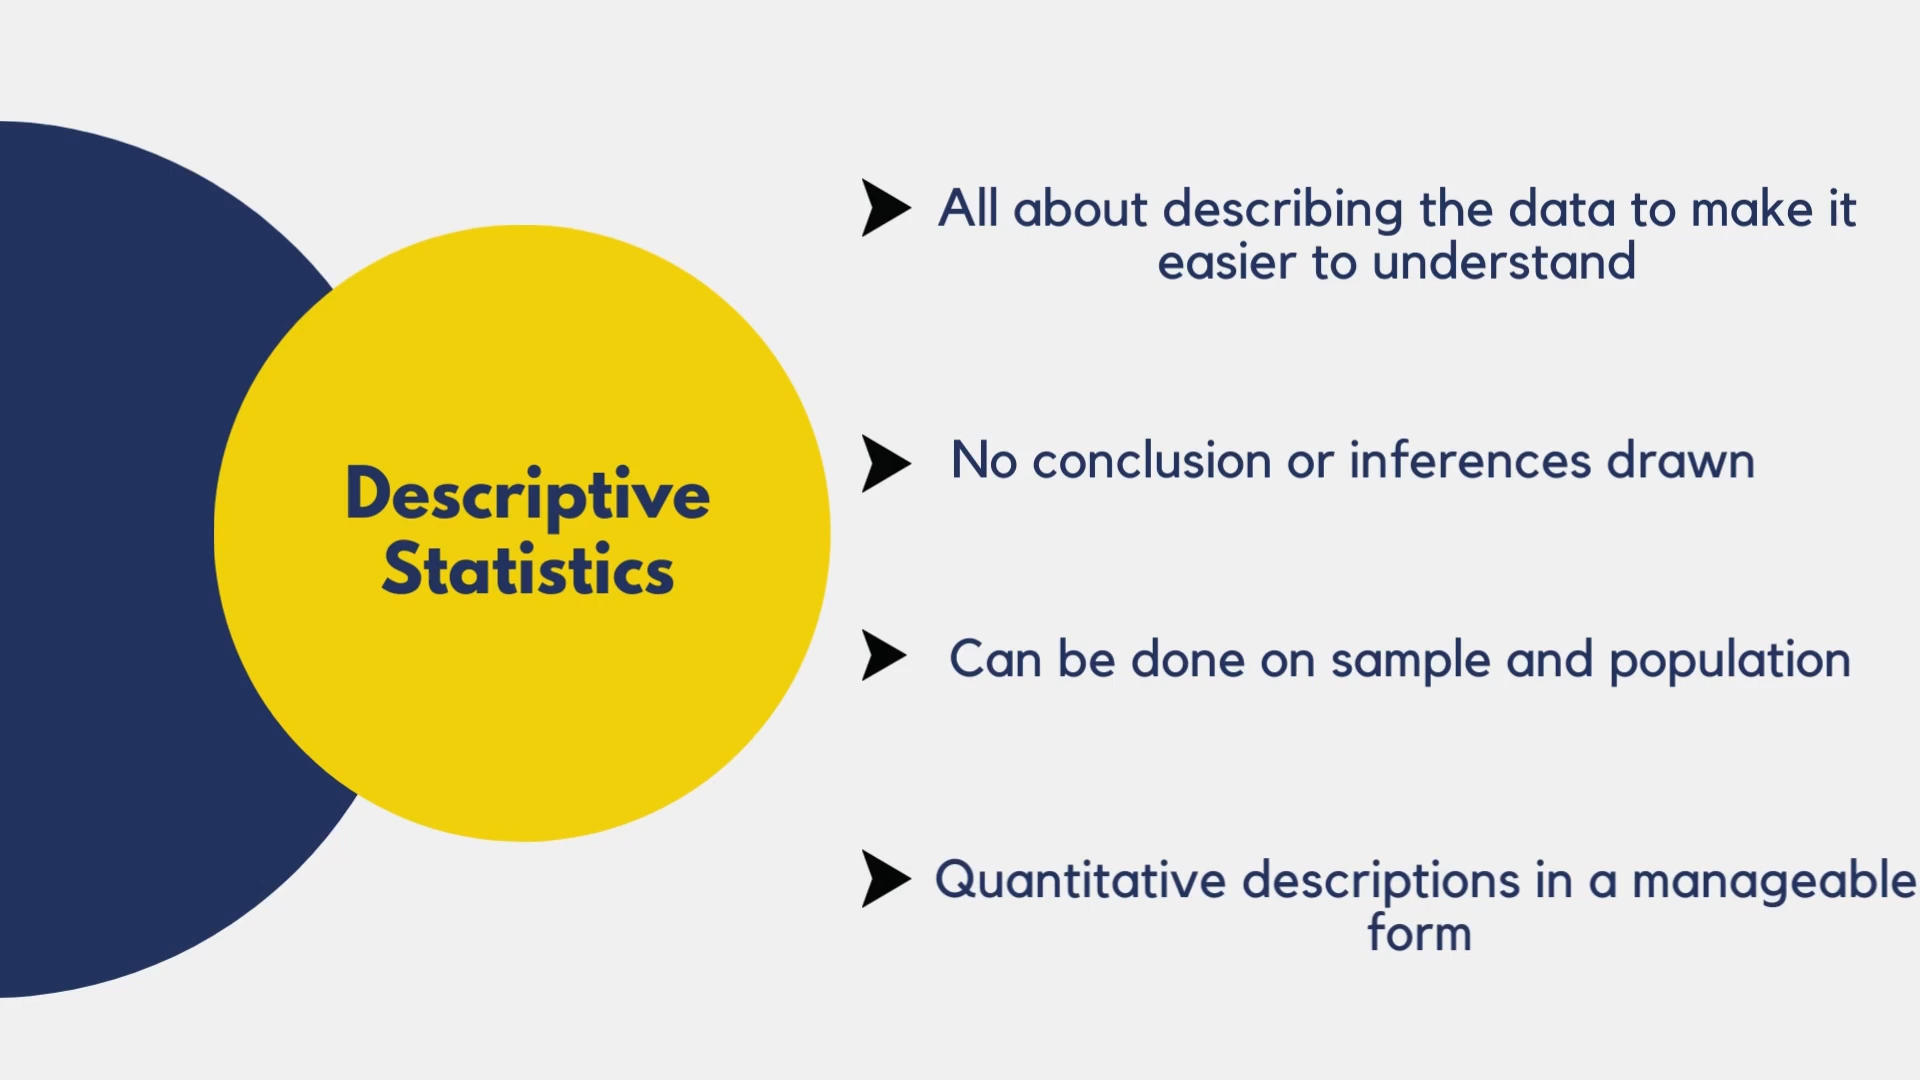 Descriptive
Statistics
All about describing the data to make it
easier to understand
No conclusion or inferences drawn
Can be done on sample and population
Quantitative descriptions in a manageable
form